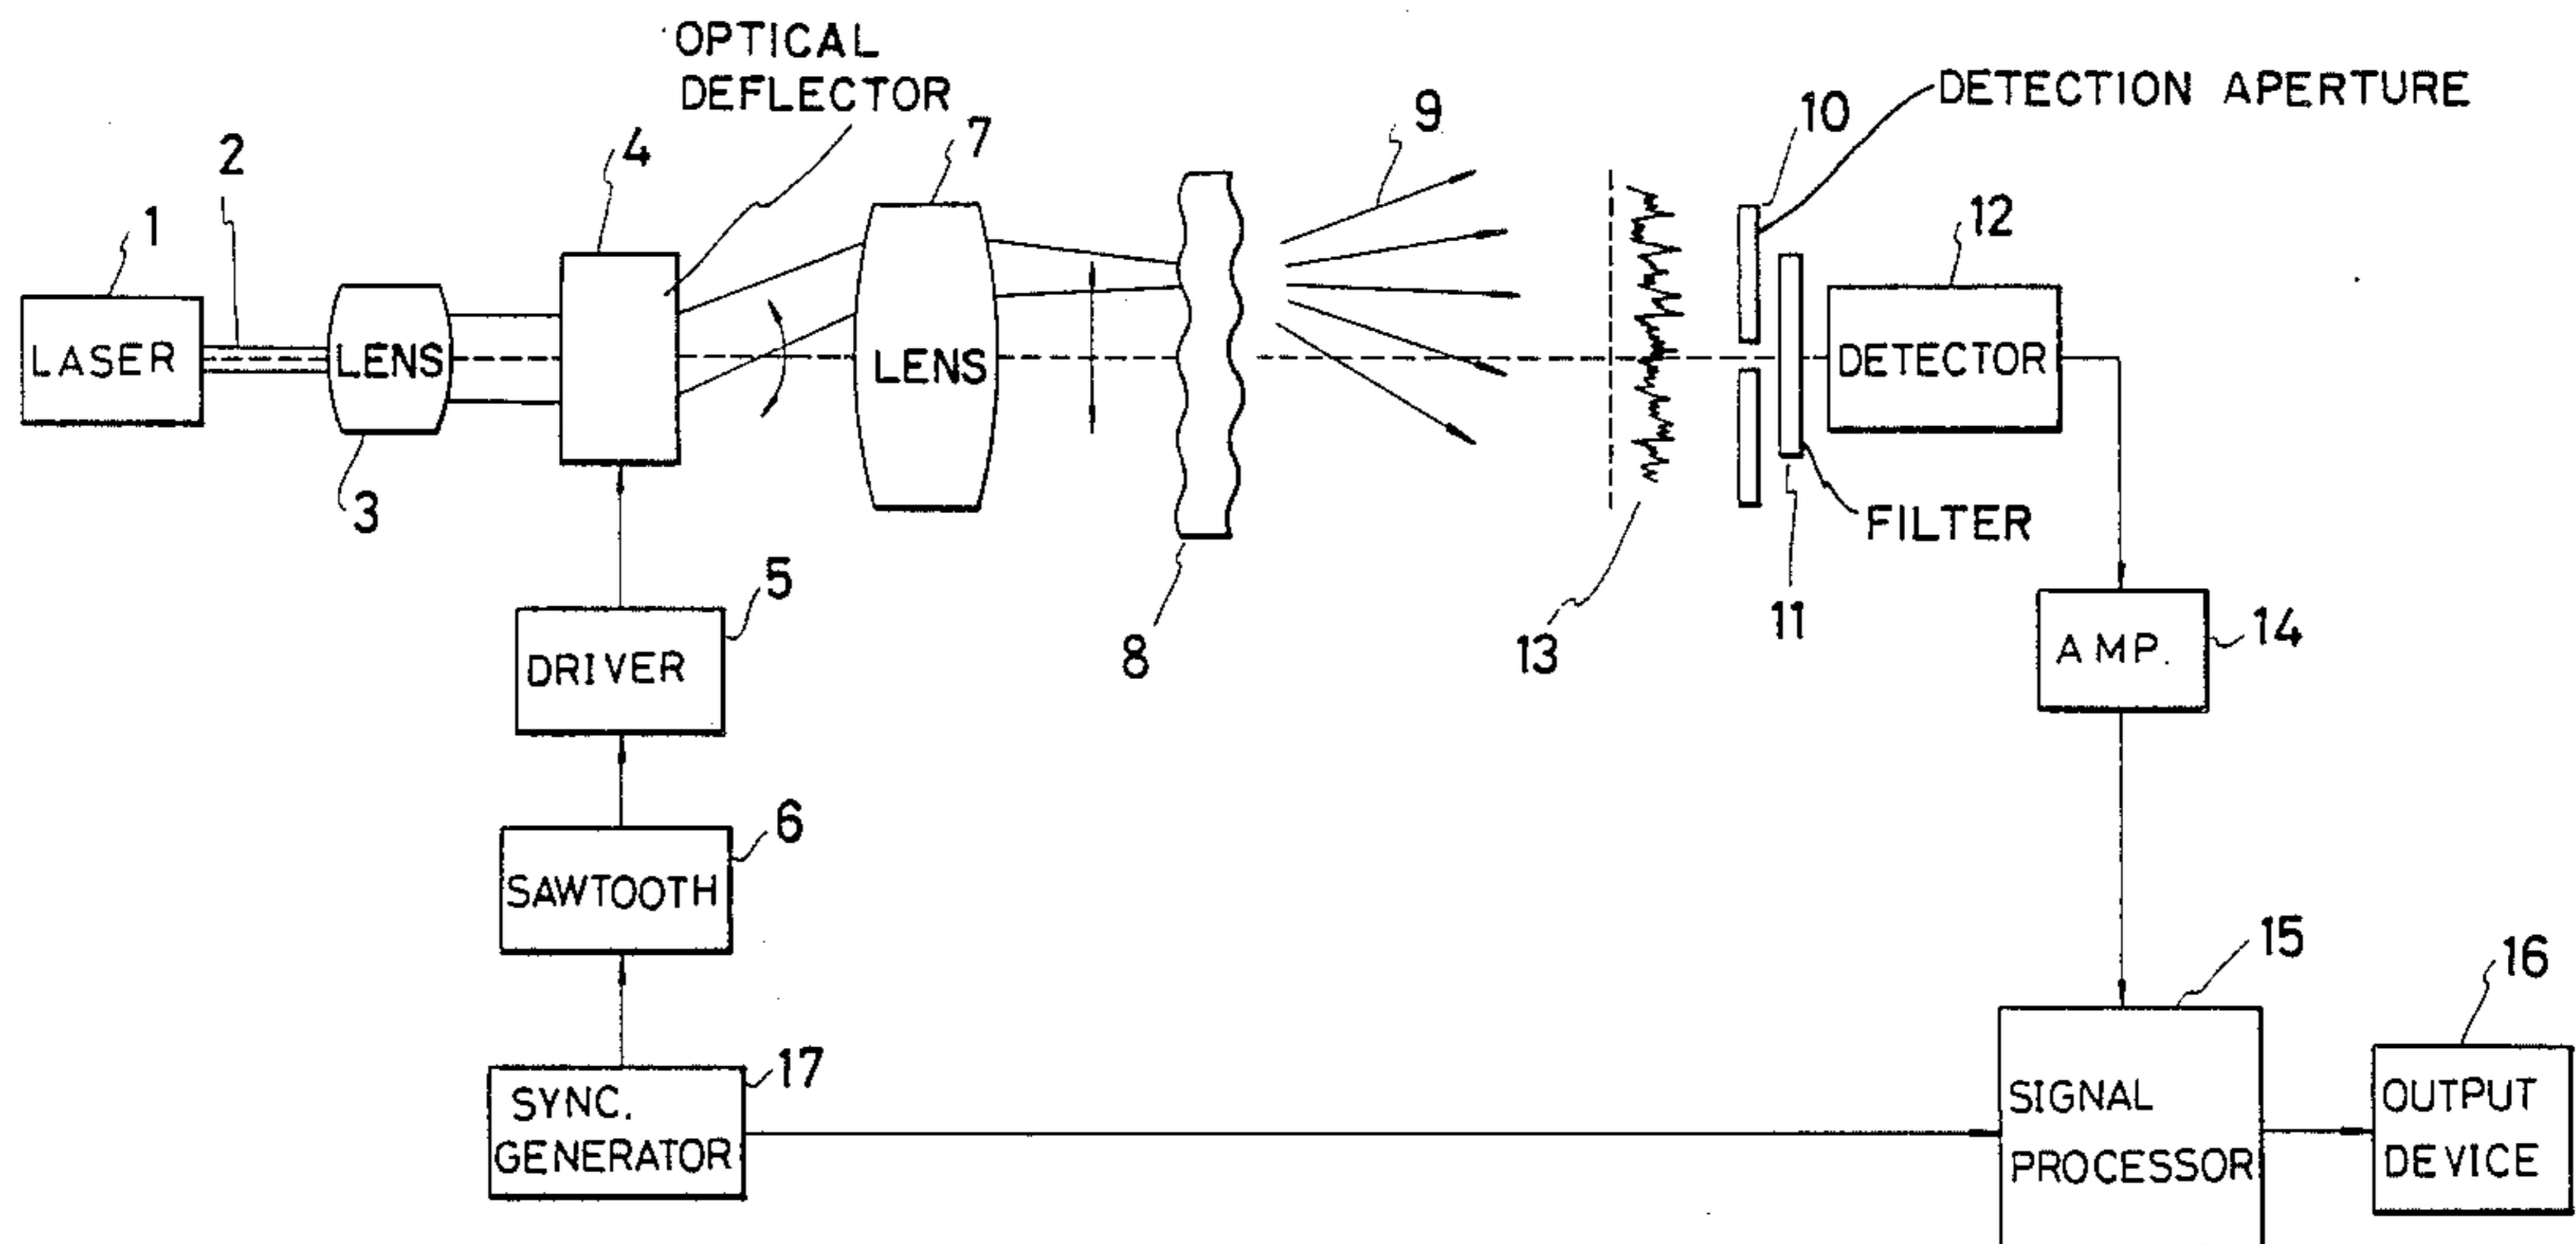 OPTICAL
DEFLECTOR
DETECTION APERTURE
1
2
4
7
9
10
12
LASER
LENS
LENS
DETECTOR
3
FILTER
5
8
13
11
14
DRIVER
AMP.
6
SAWTOOTH
15
16
17
SYNC.
GENERATOR
SIGNAL
PROCESSOR
OUTPUT
DEVICE